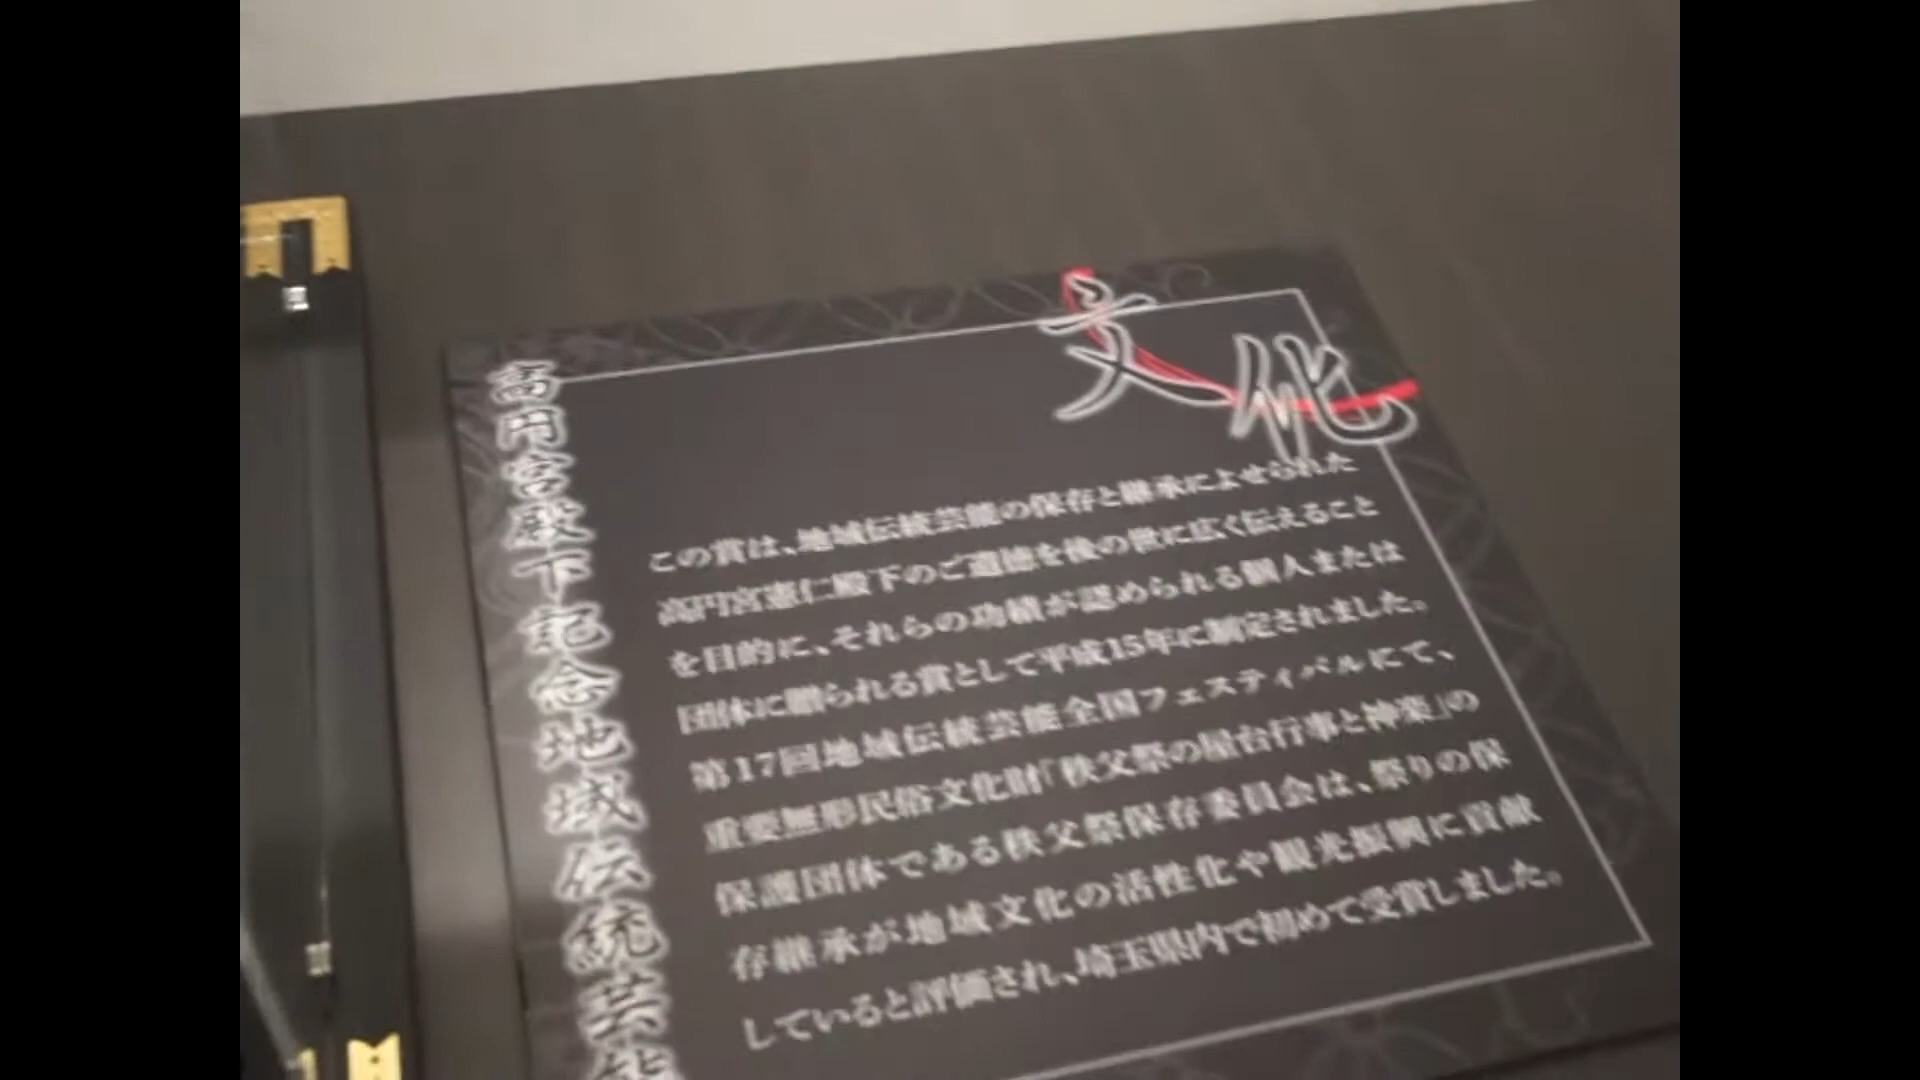 文化
高円宮殿下記念地域伝統芸能
この賞は、地域伝統芸能の保存と継承によせられた
高円宮憲仁殿下のご遺徳を後の世に広く伝えること
を目的に、それらの功績が認められる個人または
団体に贈られる賞として平成15年に制定されました。
第17回地域伝統芸能全国フェスティバルにて、
重要無形民俗文化財「秩父祭の屋台行事と神楽」の
保護団体である秩父祭保存委員会は、祭りの保
存継承が地域文化の活性化や観光振興に貢献
していると評価され、埼玉県内で初めて受賞しました。